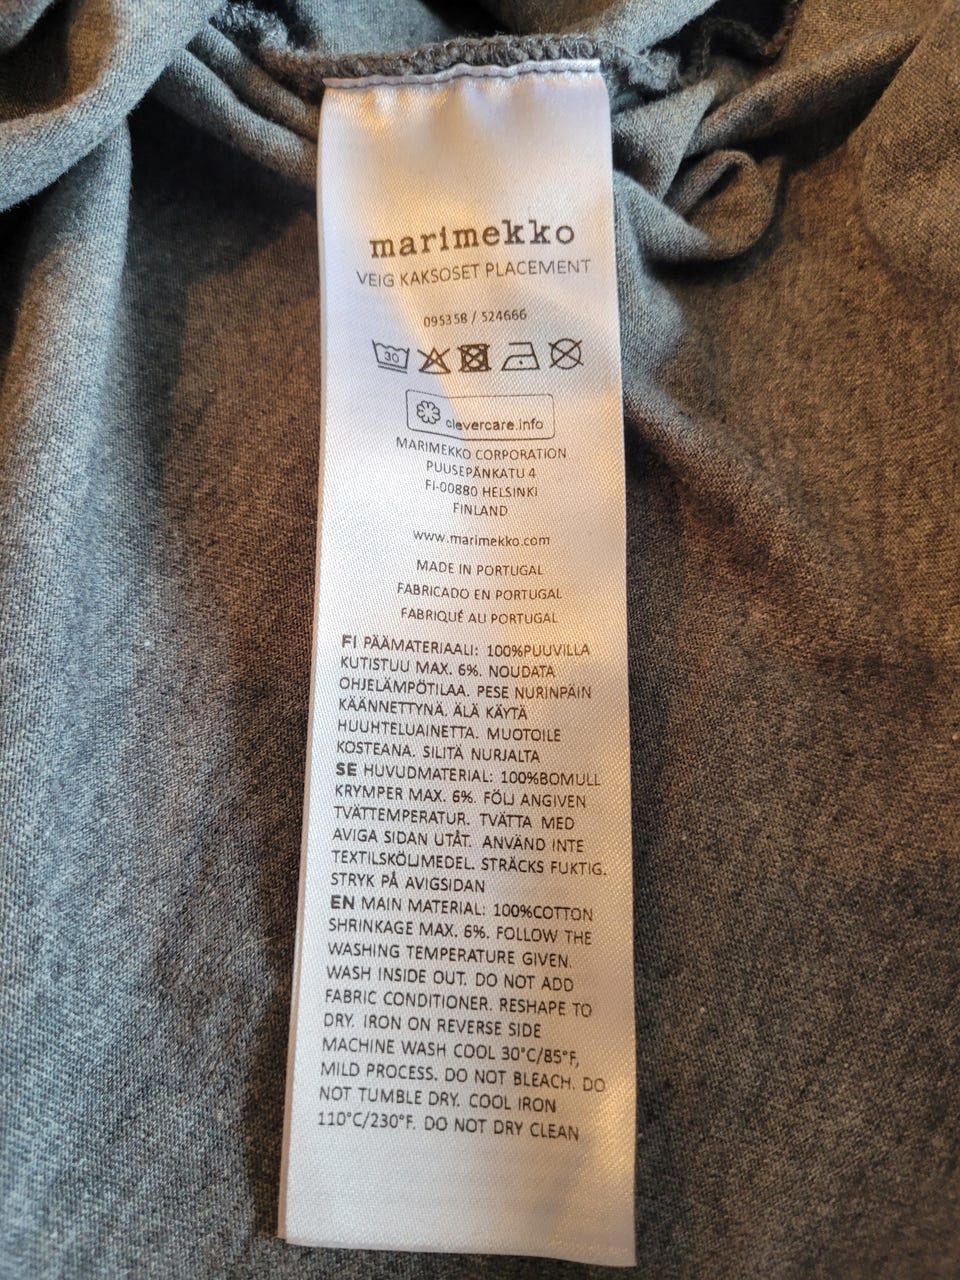 marimekko
VEIG KAKSOSET PLACEMENT
095358 / 524666
30
clevercare.info
MARIMEKKO CORPORATION
PUUSEPÄNKATU 4
FI-00880 HELSINKI
FINLAND
www.marimekko.com
MADE IN PORTUGAL
FABRICADO EN PORTUGAL
FABRIQUÉ AU PORTUGAL
FI PÄÄMATERIAALI: 100%PUUVILLA
KUTISTUU MAX. 6%. NOUDATA
OHJELÄMPÖTILAA. PESE NURINPÄIN
KÄÄNNETTYNÄ. ÄLÄ KÄYTÄ
HUUHTELUAINETTA. MUOTOILE
KOSTEANA. SILITÄ NURJALTA
SE HUVUDMATERIAL: 100%BOMULL
KRYMPER MAX. 6%. FÖLJ ANGIVEN
TVÄTTEMPERATUR. TVÄTTA MED
AVIGA SIDAN UTÅT. ANVÄND INTE
TEXTILSKÖLJMEDEL. STRÄCKS FUKTIG.
STRYK PÅ AVIGSIDAN
EN MAIN MATERIAL: 100%COTTON
SHRINKAGE MAX. 6%. FOLLOW THE
WASHING TEMPERATURE GIVEN.
WASH INSIDE OUT. DO NOT ADD
FABRIC CONDITIONER. RESHAPE TO
DRY. IRON ON REVERSE SIDE
MACHINE WASH COOL 30°C/85°F,
MILD PROCESS. DO NOT BLEACH. DO
NOT TUMBLE DRY. COOL IRON
110°C/230°F. DO NOT DRY CLEAN